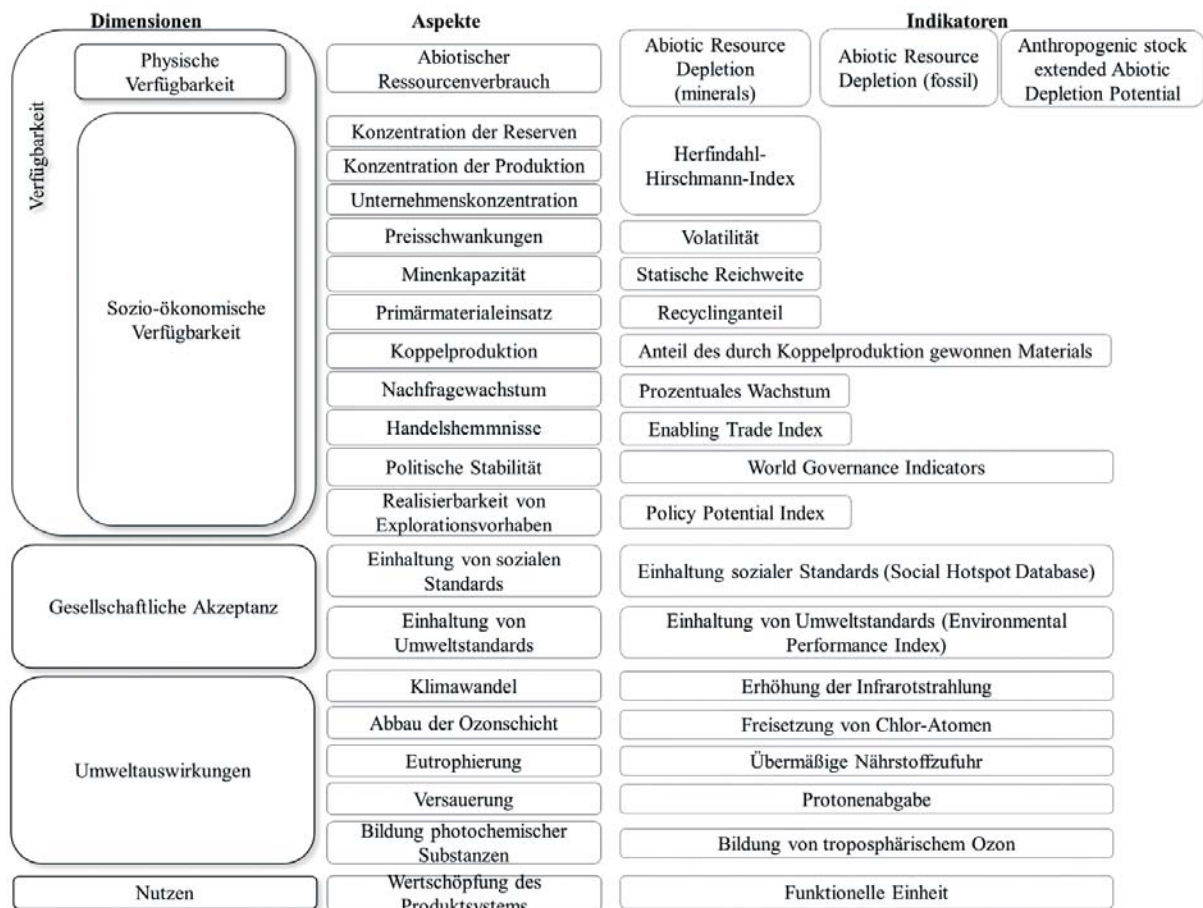 Dimensionen
Aspekte
Indikatoren
Verfügbarkeit
Physische
Verfügbarkeit
Abiotischer
Ressourcenverbrauch
Abiotic Resource
Depletion
(minerals)
Abiotic Resource
Depletion (fossil)
Anthropogenic stock
extended Abiotic
Depletion Potential
Sozio-ökonomische
Verfügbarkeit
Konzentration der Reserven
Konzentration der Produktion
Unternehmenskonzentration
Herfindahl-
Hirschmann-Index
Preisschwankungen
Volatilität
Minenkapazität
Statische Reichweite
Primärmaterialeinsatz
Recyclinganteil
Koppelproduktion
Anteil des durch Koppelproduktion gewonnen Materials
Nachfragewachstum
Prozentuales Wachstum
Handelshemmnisse
Enabling Trade Index
Politische Stabilität
World Governance Indicators
Realisierbarkeit von
Explorationsvorhaben
Policy Potential Index
Gesellschaftliche Akzeptanz
Einhaltung von sozialen
Standards
Einhaltung sozialer Standards (Social Hotspot Database)
Einhaltung von
Umweltstandards
Einhaltung von Umweltstandards (Environmental
Performance Index)
Umweltauswirkungen
Klimawandel
Erhöhung der Infrarotstrahlung
Abbau der Ozonschicht
Freisetzung von Chlor-Atomen
Eutrophierung
Übermäßige Nährstoffzufuhr
Versauerung
Protonenabgabe
Bildung photochemischer
Substanzen
Bildung von troposphärischem Ozon
Nutzen
Wertschöpfung des
Produktsystems
Funktionelle Einheit